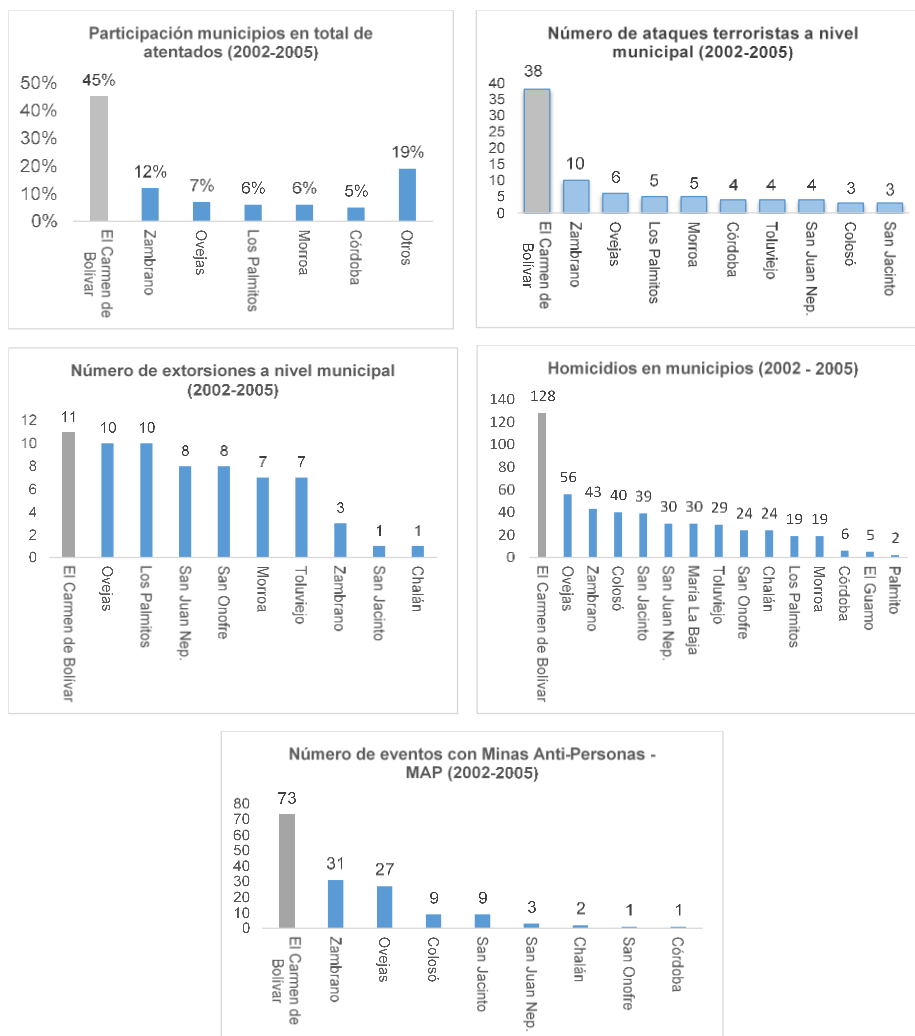 Participación municipios en total de
atentados (2002-2005)
50%
40%
30%
20%
10%
0%
45%
12%
7%
6%
6%
5%
19%
El Carmen de
Bolívar
Zambrano
Ovejas
Los Palmitos
Morroa
Córdoba
Otros
Número de ataques terroristas a nivel
municipal (2002-2005)
40
35
30
25
20
15
10
5
0
38
10
6
5
5
4
4
4
3
3
El Carmen de
Bolívar
Zambrano
Ovejas
Los Palmitos
Morroa
Córdoba
Toluviejo
San Juan Nep.
Colosó
San Jacinto
Número de extorsiones a nivel municipal
(2002-2005)
12
10
8
6
4
2
0
11
10
10
8
8
7
7
3
1
1
El Carmen de Bolívar
Ovejas
Los Palmitos
San Juan Nep.
San Onofre
Morroa
Toluviejo
Zambrano
San Jacinto
Chalán
Homicidios en municipios (2002 - 2005)
140
120
100
80
60
40
20
0
128
56
43
40
39
30
30
29
24
24
19
19
6
5
2
El Carmen de Bolívar
Ovejas
Zambrano
Colosó
San Jacinto
San Juan Nep.
María La Baja
Toluviejo
San Onofre
Chalán
Los Palmitos
Morroa
Córdoba
El Guamo
Palmito
Número de eventos con Minas Anti-Personas -
MAP (2002-2005)
80
70
60
50
40
30
20
10
0
73
31
27
9
9
3
2
1
1
El Carmen de
Bolívar
Zambrano
Ovejas
Colosó
San Jacinto
San Juan Nep.
Chalán
San Onofre
Córdoba